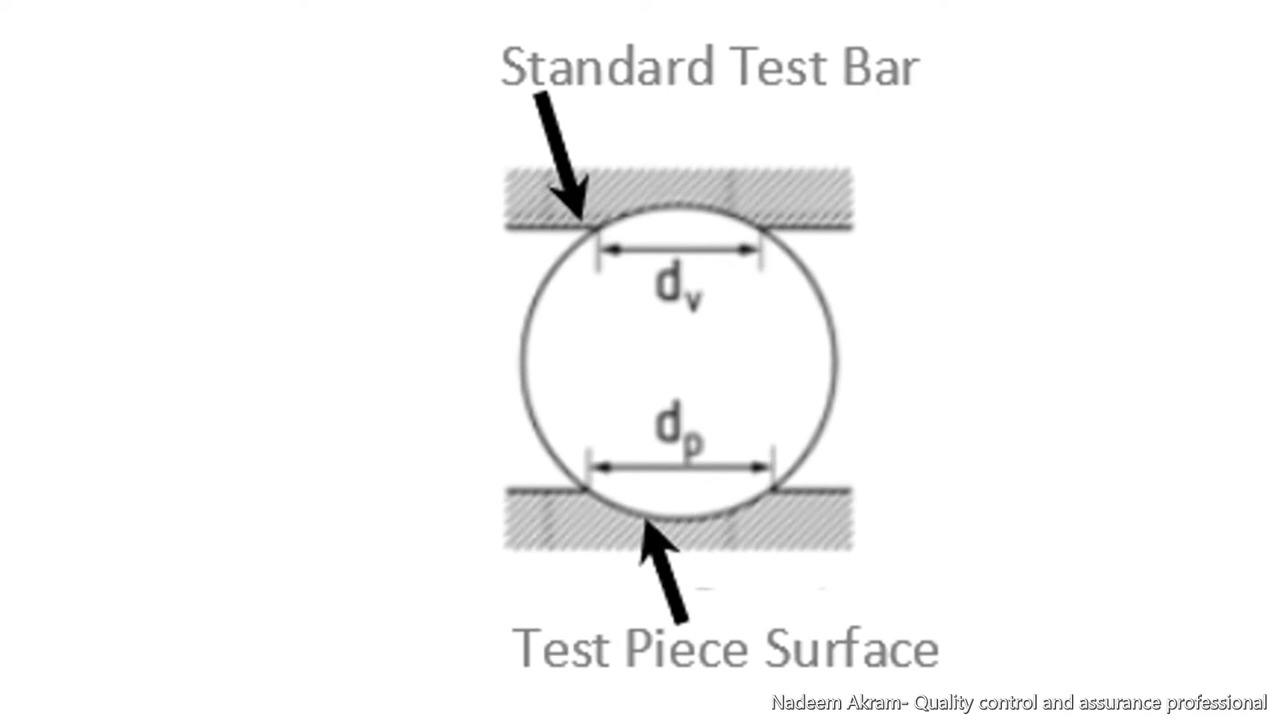 Standard Test Bar
dv
dp
Test Piece Surface
Nadeem Akram- Quality control and assurance professional